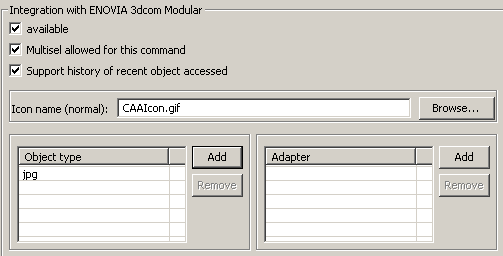 Integration with ENOVIA 3dcom Modular
available
Multisel allowed for this command
Support history of recent object accessed
Icon name (normal): CAAIcon.gif Browse...
Object type Add Adapter Add
jpg Remove Remove